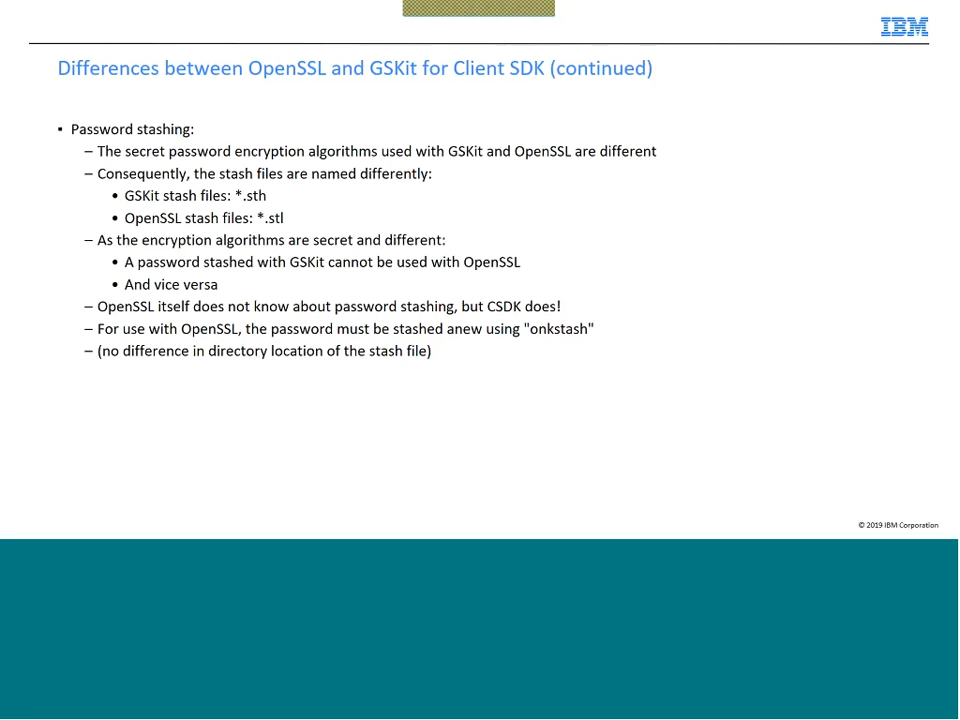 IBM
Differences between OpenSSL and GSKit for Client SDK (continued)
▪ Password stashing:
– The secret password encryption algorithms used with GSKit and OpenSSL are different
– Consequently, the stash files are named differently:
• GSKit stash files: *.sth
• OpenSSL stash files: *.stl
– As the encryption algorithms are secret and different:
• A password stashed with GSKit cannot be used with OpenSSL
• And vice versa
– OpenSSL itself does not know about password stashing, but CSDK does!
– For use with OpenSSL, the password must be stashed anew using "onkstash"
– (no difference in directory location of the stash file)
© 2019 IBM Corporation